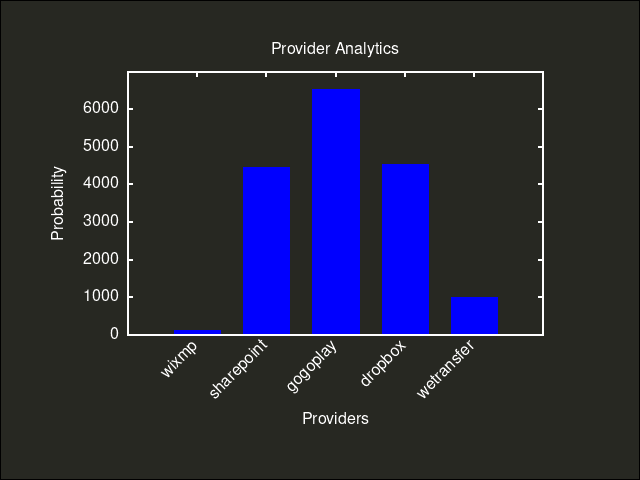 Provider Analytics
Probability
6000
5000
4000
3000
2000
1000
0
wixmp
sharepoint
gogoplay
dropbox
wetransfer
Providers